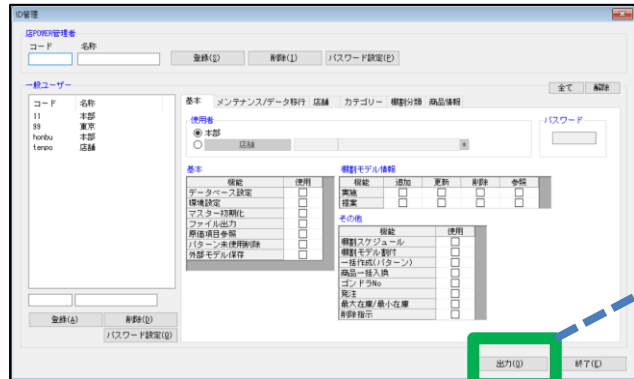 ID管理
店POWER管理者
コード 名称
登録(S) 削除(I) パスワード設定(P)
一般ユーザー
全て 解除
コード 名称
11 本部
99 東京
honbu 本部
tenpo 店舗
基本 メンテナンス/データ移行 店舗 カテゴリー 棚割分類 商品情報
使用者
本部
店舗
パスワード
基本
機能 使用
データベース設定
環境設定
マスター初期化
ファイル出力
原価項目参照
パターン未使用削除
外部モデル保存
棚割モデル情報
機能 追加 更新 削除 参照
実施
提案
その他
機能 使用
棚割スケジュール
棚割モデル割付
一括作成(パターン)
商品一括入換
ゴンドラNo
発注
最大在庫/最小在庫
削除指示
登録(A) 削除(D)
パスワード設定(Q)
出力(O) 終了(E)